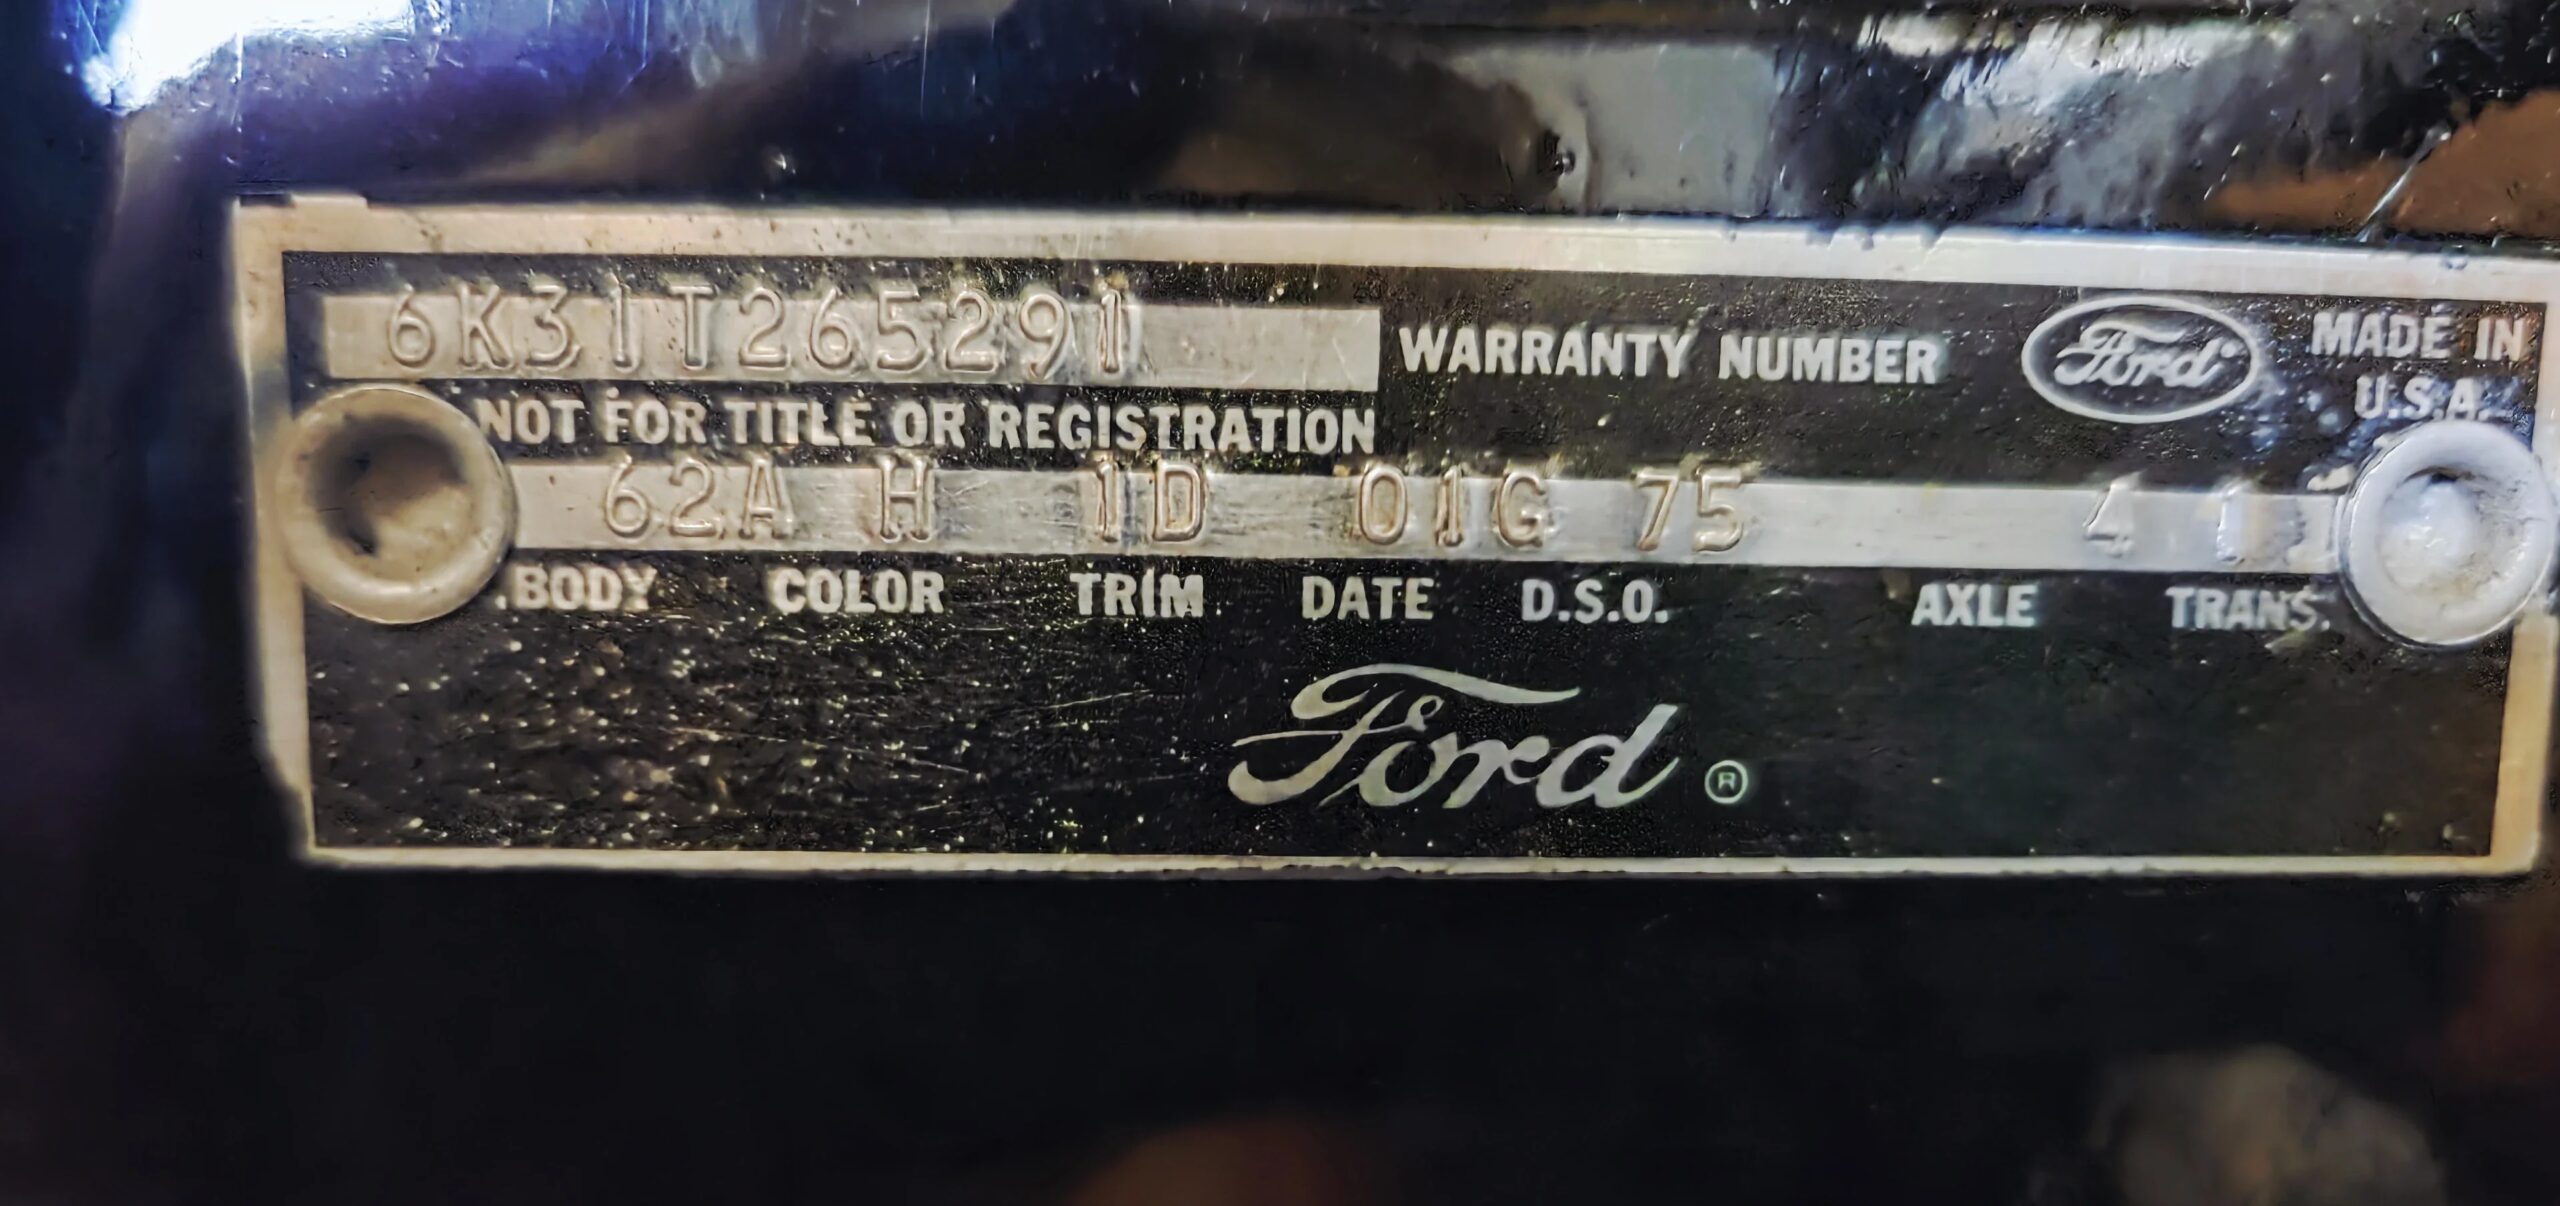 6K31T265291 WARRANTY NUMBER Ford MADE IN
U.S.A.
NOT FOR TITLE OR REGISTRATION
62A H 1D 01G 75 4 1
BODY COLOR TRIM DATE D.S.O. AXLE TRANS.
Ford ®